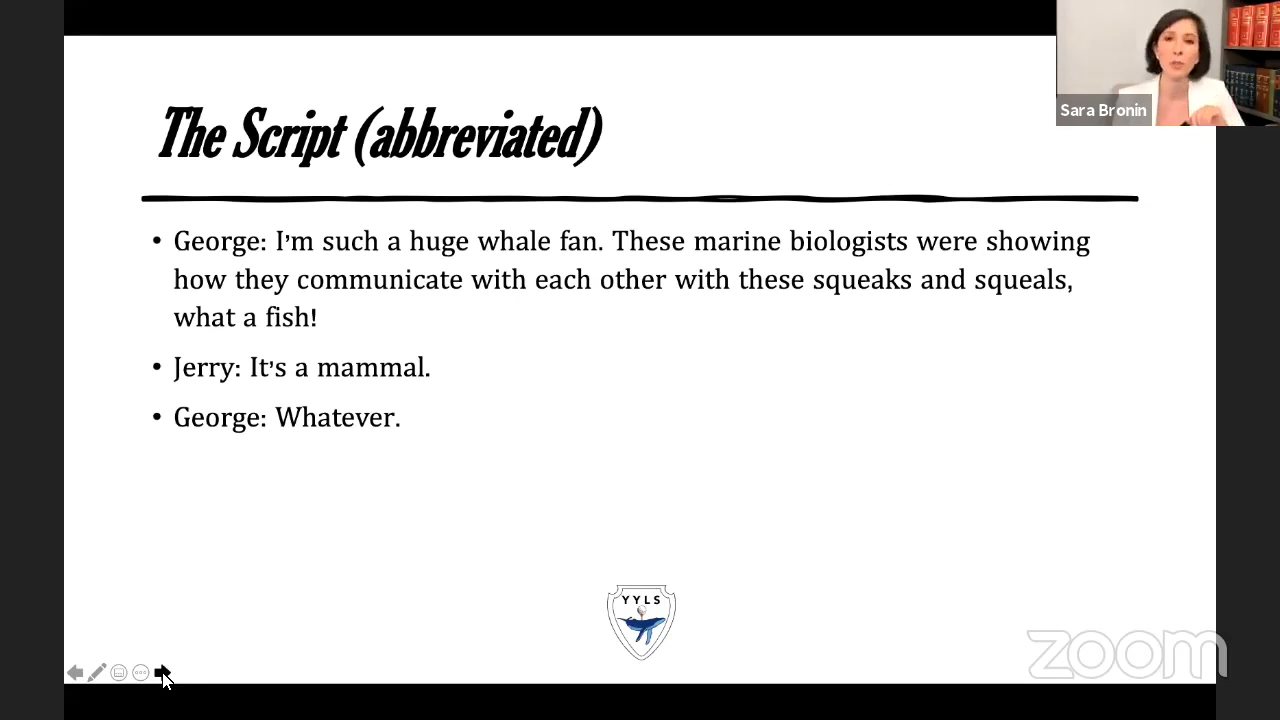 Sara Bronin
The Script (abbreviated)
• George: I’m such a huge whale fan. These marine biologists were showing
how they communicate with each other with these squeaks and squeals,
what a fish!
• Jerry: It’s a mammal.
• George: Whatever.
YYLS
zoom